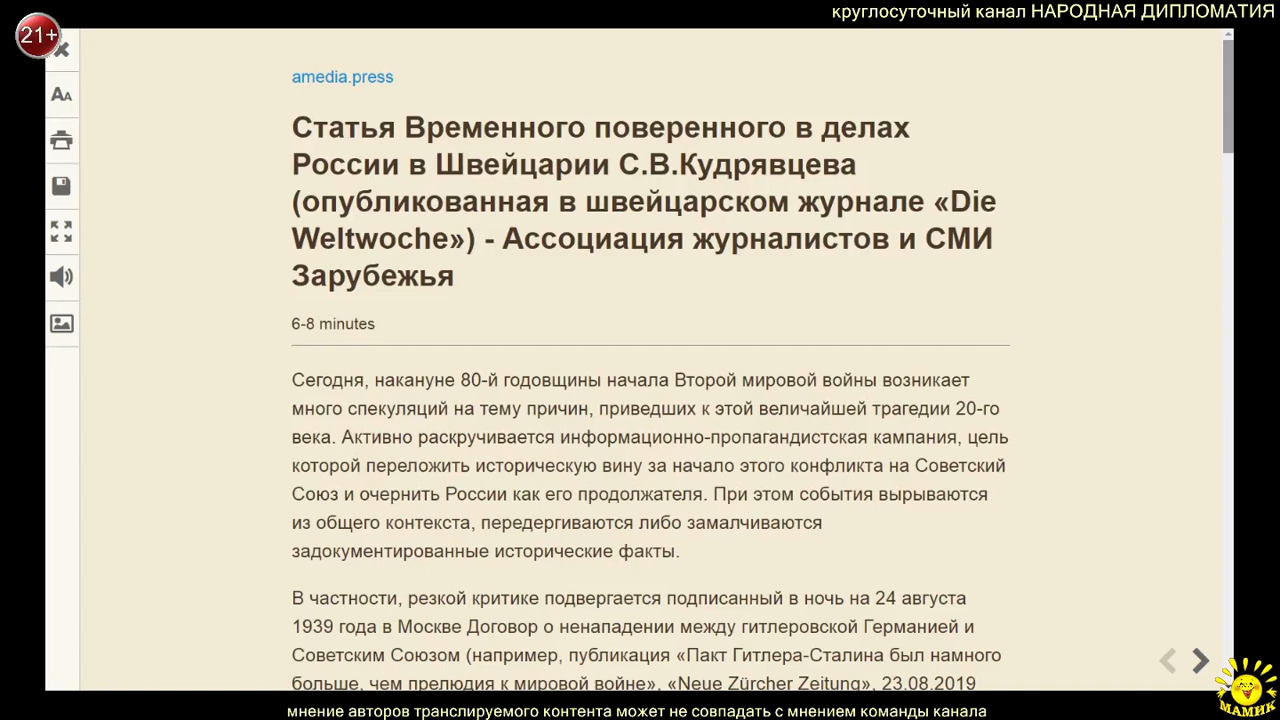 круглосуточный канал НАРОДНАЯ ДИПЛОМАТИЯ
21+
AA
amedia.press
Статья Временного поверенного в делах
России в Швейцарии С.В.Кудрявцева
(опубликованная в швейцарском журнале «Die
Weltwoche») - Ассоциация журналистов и СМИ
Зарубежья
6-8 minutes
Сегодня, накануне 80-й годовщины начала Второй мировой войны возникает
много спекуляций на тему причин, приведших к этой величайшей трагедии 20-го
века. Активно раскручивается информационно-пропагандистская кампания, цель
которой переложить историческую вину за начало этого конфликта на Советский
Союз и очернить России как его продолжателя. При этом события вырываются
из общего контекста, передергиваются либо замалчиваются
задокументированные исторические факты.
В частности, резкой критике подвергается подписанный в ночь на 24 августа
1939 года в Москве Договор о ненападении между гитлеровской Германией и
Советским Союзом (например, публикация «Пакт Гитлера-Сталина был намного
больше, чем прелюдия к мировой войне», «Neue Zürcher Zeitung», 23.08.2019
МАМИК
мнение авторов транслируемого контента может не совпадать с мнением команды канала